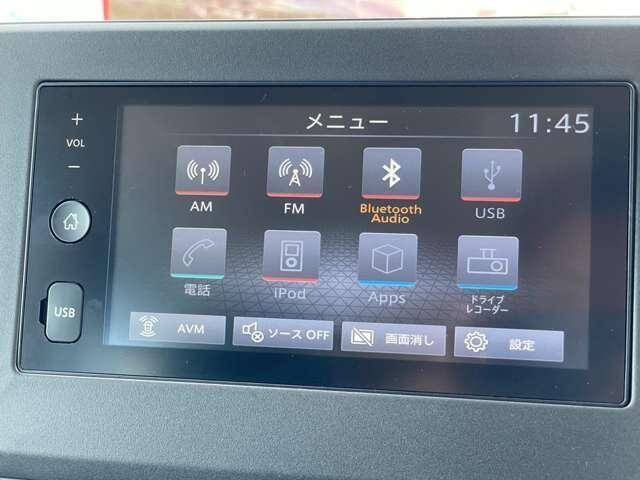 メニュー
11:45
+
VOL
−
AM
FM
Bluetooth
Audio
USB
電話
iPod
Apps
ドライブ
レコーダー
USB
AVM
ソース OFF
画面消し
設定